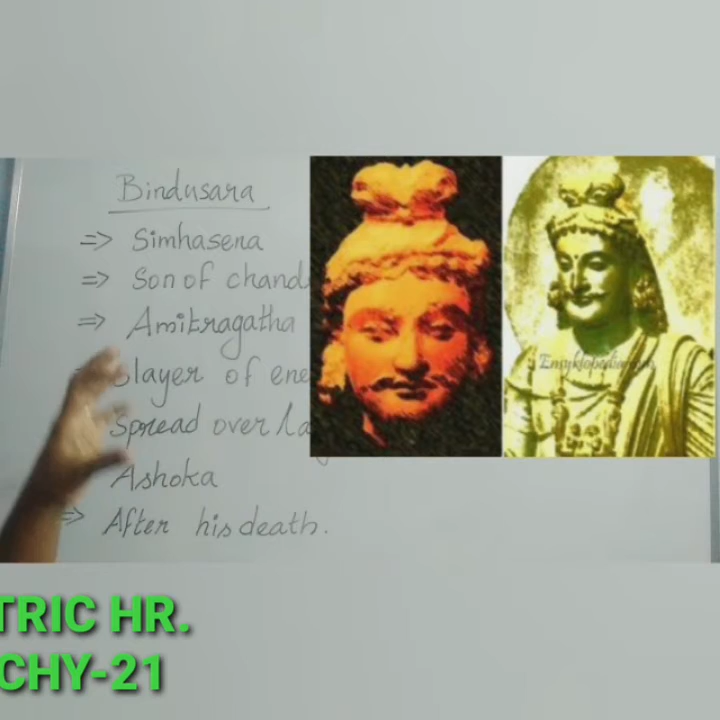 Bindusara
=> Simhasena
=> Son of chand
=> Amitragatha
Slayer of ene
Spread over la
Ashoka
=> After his death.
TRIC HR.
CHY-21